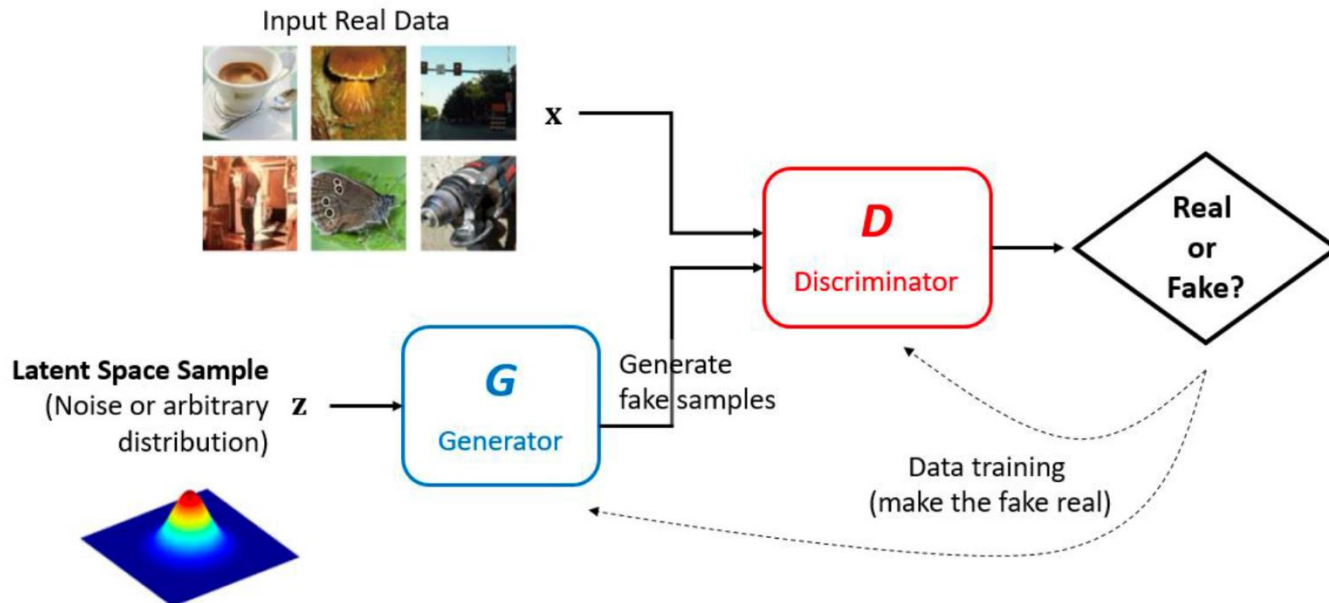 Input Real Data
x
D
Discriminator
Real
or
Fake?
Latent Space Sample
(Noise or arbitrary
distribution)
z
G
Generator
Generate
fake samples
Data training
(make the fake real)